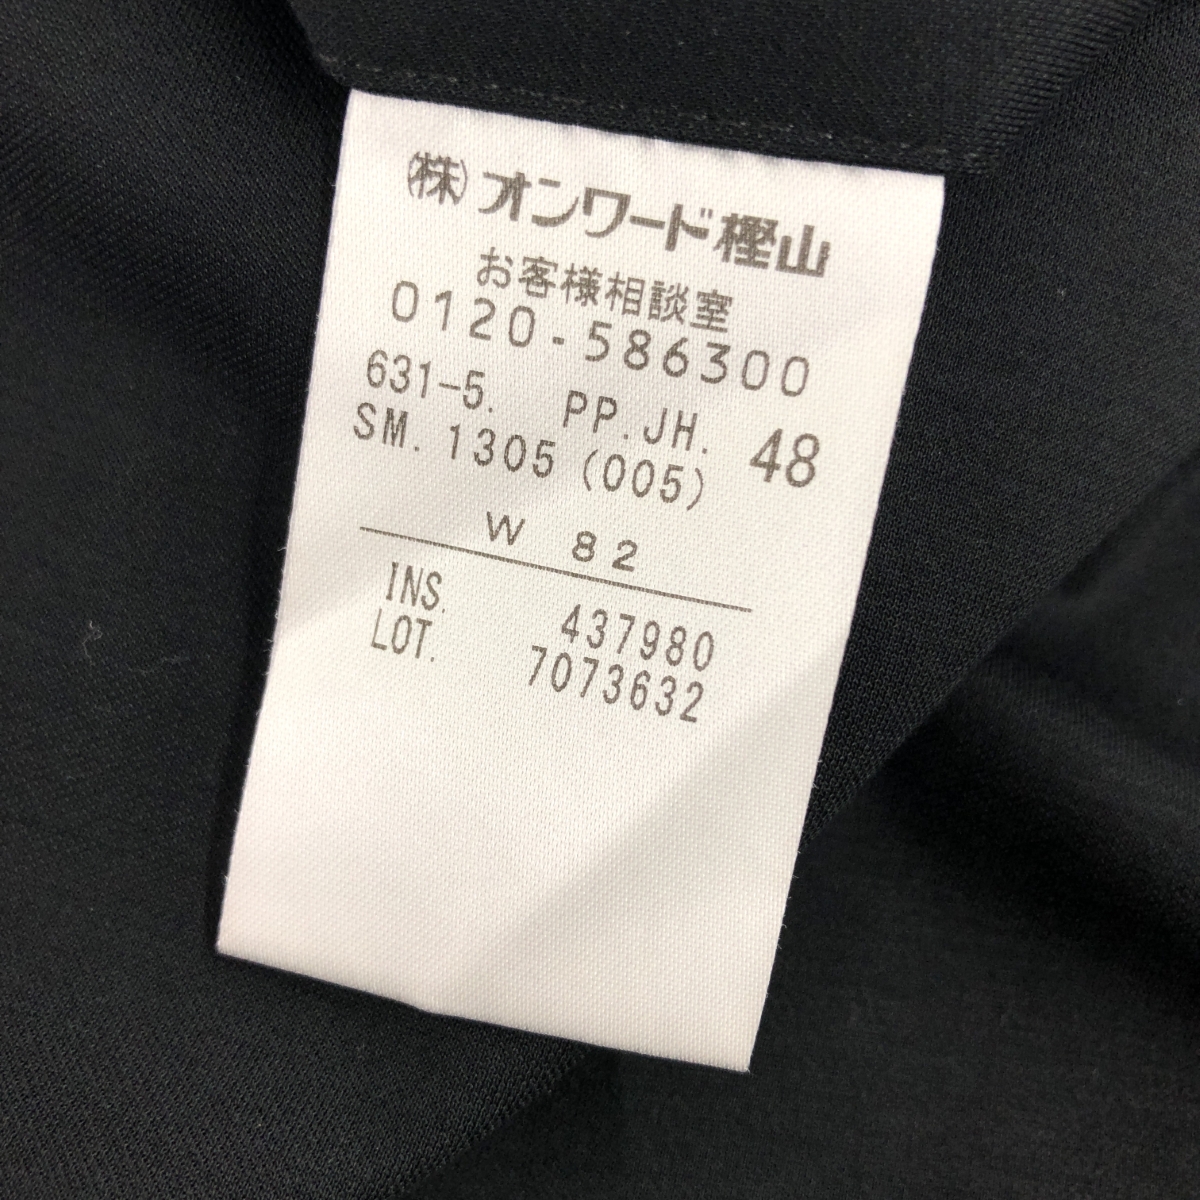 (株)オンワード樫山
お客様相談室
0120-586300
631-5. PP.JH. 48
SM.1305(005)
W 82
INS. 437980
LOT. 7073632